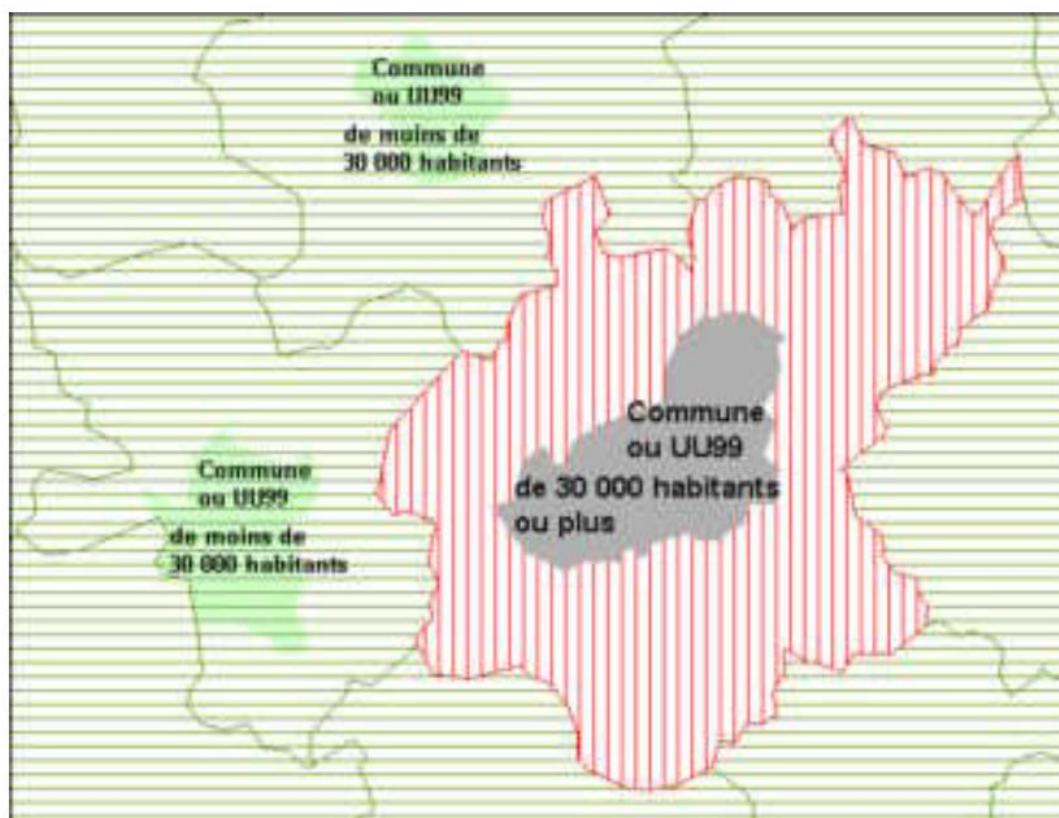 Commune
ou UU99
de moins de
30 000 habitants
Commune
ou UU99
de 30 000 habitants
ou plus
Commune
ou UU99
de moins de
30 000 habitants